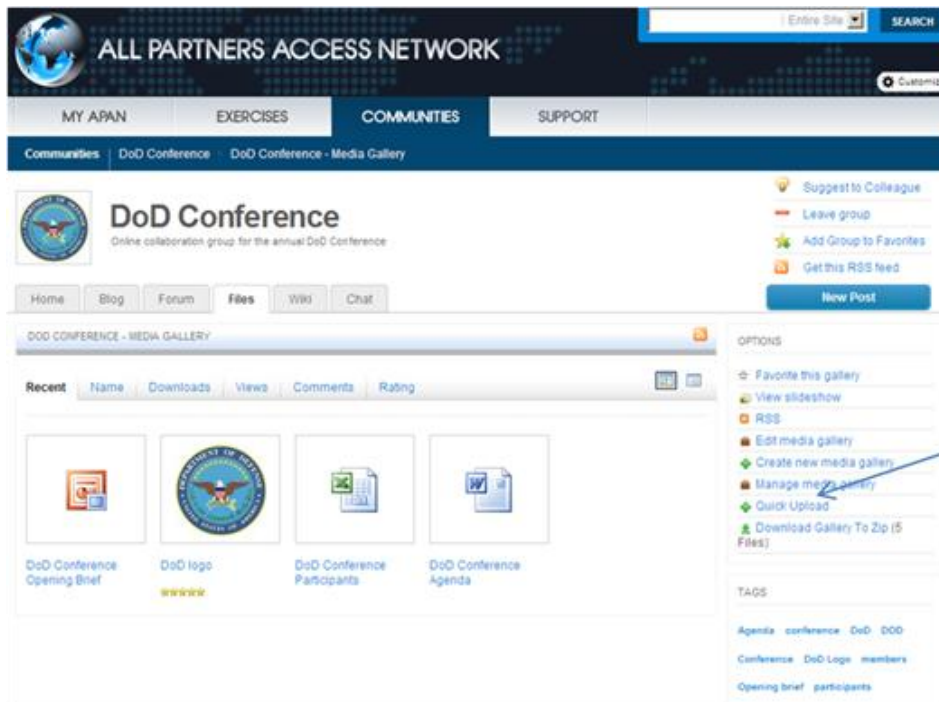 Entire Site
SEARCH
ALL PARTNERS ACCESS NETWORK
Customiz
MY APAN EXERCISES COMMUNITIES SUPPORT
Communities DoD Conference DoD Conference - Media Gallery
DoD Conference
Online collaboration group for the annual DoD Conference
Suggest to Colleague
Leave group
Add Group to Favorites
Get this RSS feed
New Post
Home Blog Forum Files Wiki Chat
DOD CONFERENCE - MEDIA GALLERY
Recent Name Downloads Views Comments Rating
DoD Conference
Opening Brief
DoD logo
DoD Conference
Participants
DoD Conference
Agenda
OPTIONS
Favorite this gallery
View slideshow
RSS
Edit media gallery
Create new media gallery
Manage media gallery
Quick Upload
Download Gallery To Zip (5
Files)
TAGS
Agenda conference DoD DOD
Conference DoD Logo members
Opening brief participants